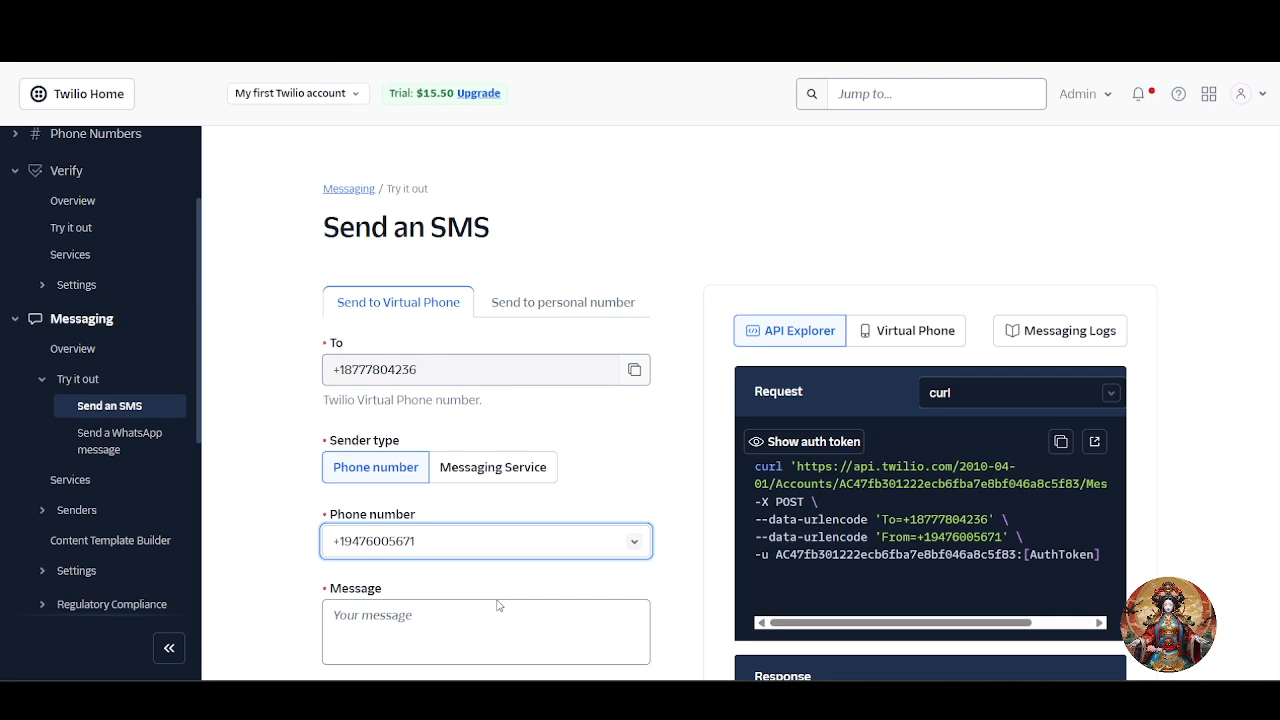 Twilio Home
My first Twilio account
Trial: $15.50 Upgrade
Jump to...
Admin
Phone Numbers
Verify
Overview
Try it out
Services
Settings
Messaging
Overview
Try it out
Send an SMS
Send a WhatsApp
message
Services
Senders
Content Template Builder
Settings
Regulatory Compliance
Messaging / Try it out
Send an SMS
Send to Virtual Phone
Send to personal number
• To
+18777804236
Twilio Virtual Phone number.
• Sender type
Phone number
Messaging Service
• Phone number
+19476005671
• Message
Your message
API Explorer
Virtual Phone
Messaging Logs
Request
curl
Show auth token
curl 'https://api.twilio.com/2010-04-
01/Accounts/AC47fb301222ecb6fba7e8bf046a8c5f83/Mes
-X POST \
--data-urlencode 'To=+18777804236' \
--data-urlencode 'From=+19476005671' \
-u AC47fb301222ecb6fba7e8bf046a8c5f83:[AuthToken]
Response